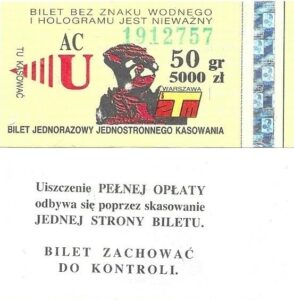 BILET BEZ ZNAKU WODNEGO
I HOLOGRAMU JEST NIEWAŻNY
TU KASOWAĆ
AC
1912757
U
50 gr
5000 zł
WARSZAWA
ZTM
BILET JEDNORAZOWY JEDNOSTRONNEGO KASOWANIA
Uiszczenie PEŁNEJ OPŁATY
odbywa się poprzez skasowanie
JEDNEJ STRONY BILETU.
BILET ZACHOWAĆ
DO KONTROLI.